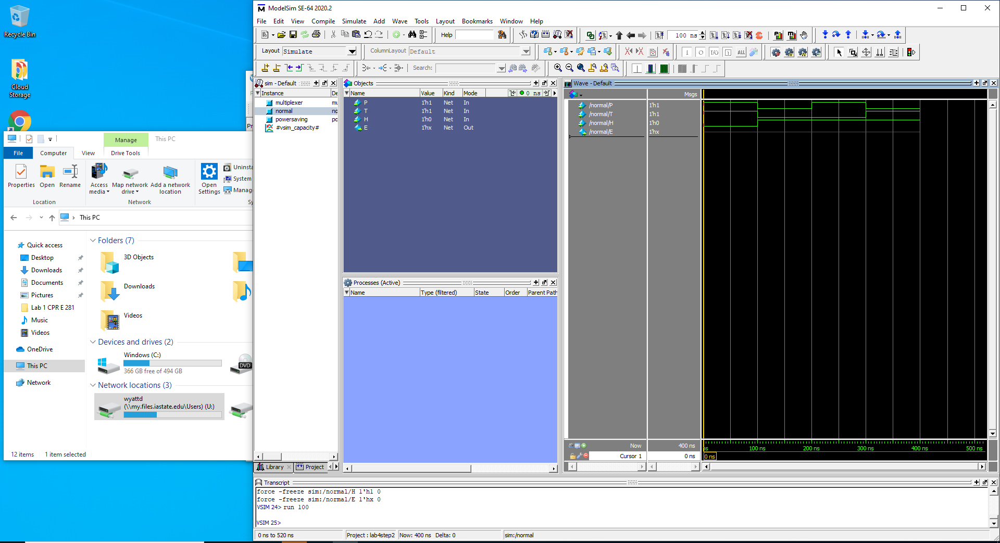 Recycle Bin
Cloud
Storage
Manage
This PC
File
Computer
View
Drive Tools
Properties
Open
Rename
Access
media
Map network
drive
Add a network
location
Open
Settings
Uninsta
System
Manag
Location
Network
Sy
This PC
Quick access
Desktop
Downloads
Documents
Pictures
Lab 1 CPR E 281
Music
Videos
OneDrive
This PC
Network
Folders (7)
3D Objects
Downloads
Videos
Devices and drives (2)
Windows (C:)
366 GB free of 494 GB
DVD
Network locations (3)
wyattd
(\\my.files.iastate.edu\Users) (U:)
12 items 1 item selected
ModelSim SE-64 2020.2
File Edit View Compile Simulate Add Wave Tools Layout Bookmarks Window Help
Help
100 ns
Layout Simulate
ColumnLayout Default
Search:
sim - Default
Instance De
multiplexer mu
normal no
powersaving po
#vsim_capacity#
Library
Project
Objects
Name Value Kind Mode 0 ns
P 1'h1 Net In
T 1'h1 Net In
H 1'h0 Net In
E 1'hx Net Out
Processes (Active)
Name Type (filtered) State Order Parent Path
Wave - Default
Msgs
/normal/P 1'h1
/normal/T 1'h1
/normal/H 1'h0
/normal/E 1'hx
Now 400 ns
Cursor 1 0 ns
ns 100 ns 200 ns 300 ns 400 ns 500 ns
0 ns
Transcript
force -freeze sim:/normal/H 1'h1 0
force -freeze sim:/normal/E 1'hx 0
VSIM 24> run 100
VSIM 25>
0 ns to 520 ns
Project : lab4step2
Now: 400 ns Delta: 0
sim:/normal